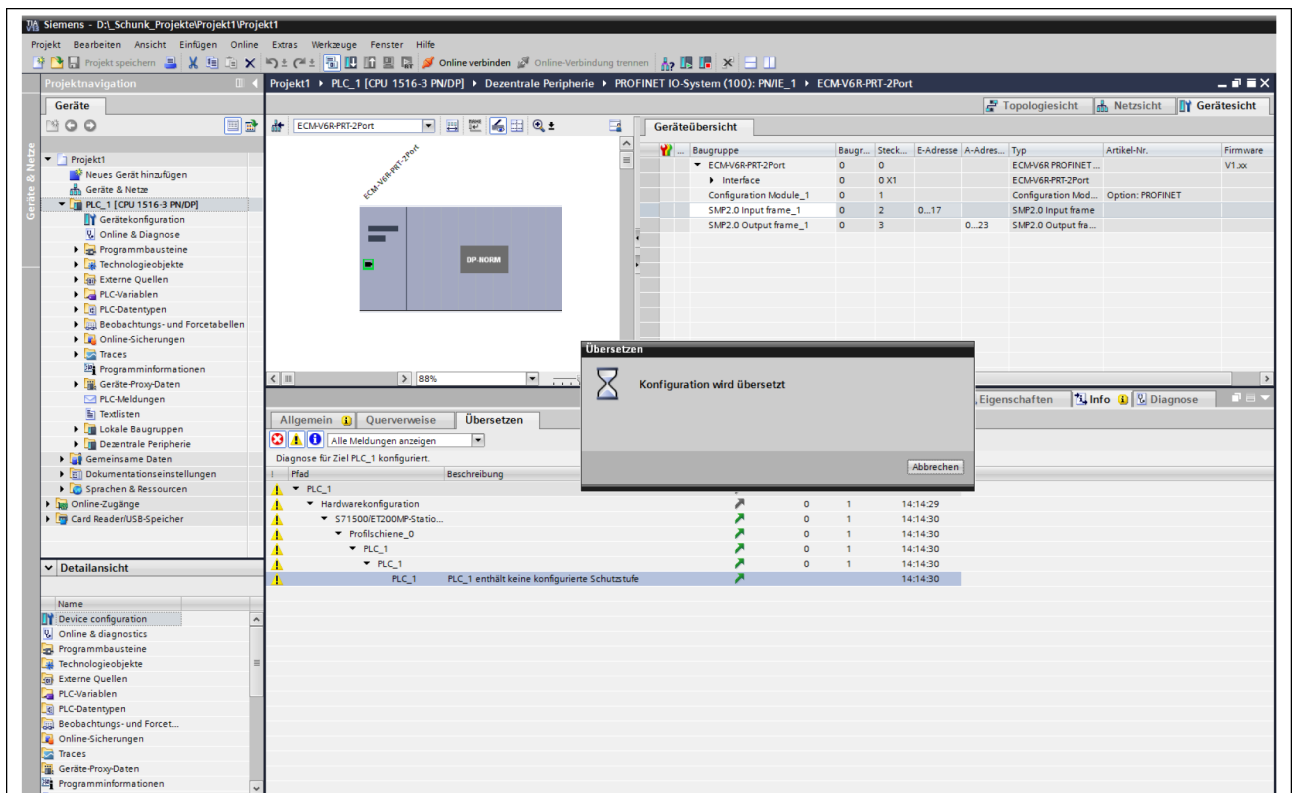 Siemens - D:\_Schunk_Projekte\Projekt1\Projekt1
Projekt Bearbeiten Ansicht Einfügen Online Extras Werkzeuge Fenster Hilfe
Projekt speichern Online verbinden Online-Verbindung trennen
Projektnavigation
Projekt1 PLC_1 [CPU 1516-3 PN/DP] Dezentrale Peripherie PROFINET IO-System (100): PN/IE_1 ECM-V6R-PRT-2Port
Geräte
Topologiesicht Netzsicht Gerätesicht
ECM-V6R-PRT-2Port
Geräteübersicht
Geräte & Netze
Projekt1
Neues Gerät hinzufügen
Geräte & Netze
PLC_1 [CPU 1516-3 PN/DP]
Gerätekonfiguration
Online & Diagnose
Programmbausteine
Technologieobjekte
Externe Quellen
PLC-Variablen
PLC-Datentypen
Beobachtungs- und Forcetabellen
Online-Sicherungen
Traces
Programminformationen
Geräte-Proxy-Daten
PLC-Meldungen
Textlisten
Lokale Baugruppen
Dezentrale Peripherie
Gemeinsame Daten
Dokumentationseinstellungen
Sprachen & Ressourcen
Online-Zugänge
Card Reader/USB-Speicher
ECM-V6R-PRT-2Port
DP-NORM
88%
... Baugruppe Baugr... Steck... E-Adresse A-Adres... Typ Artikel-Nr. Firmware
ECM-V6R-PRT-2Port 0 0 ECM-V6R PROFINET ... V1.xx
Interface 0 0 X1 ECM-V6R-PRT-2Port
Configuration Module_1 0 1 Configuration Mod... Option: PROFINET
SMP2.0 Input frame_1 0 2 0...17 SMP2.0 Input frame
SMP2.0 Output frame_1 0 3 0...23 SMP2.0 Output fra...
Übersetzen
Konfiguration wird übersetzt
Abbrechen
Eigenschaften Info Diagnose
Allgemein Querverweise Übersetzen
Alle Meldungen anzeigen
Diagnose für Ziel PLC_1 konfiguriert.
! Pfad Beschreibung
PLC_1
Hardwarekonfiguration 0 1 14:14:29
S71500/ET200MP-Statio... 0 1 14:14:30
Profilschiene_0 0 1 14:14:30
PLC_1 0 1 14:14:30
PLC_1 0 1 14:14:30
PLC_1 PLC_1 enthält keine konfigurierte Schutzstufe 14:14:30
Detailansicht
Name
Device configuration
Online & diagnostics
Programmbausteine
Technologieobjekte
Externe Quellen
PLC-Variablen
PLC-Datentypen
Beobachtungs- und Forcet...
Online-Sicherungen
Traces
Geräte-Proxy-Daten
Programminformationen